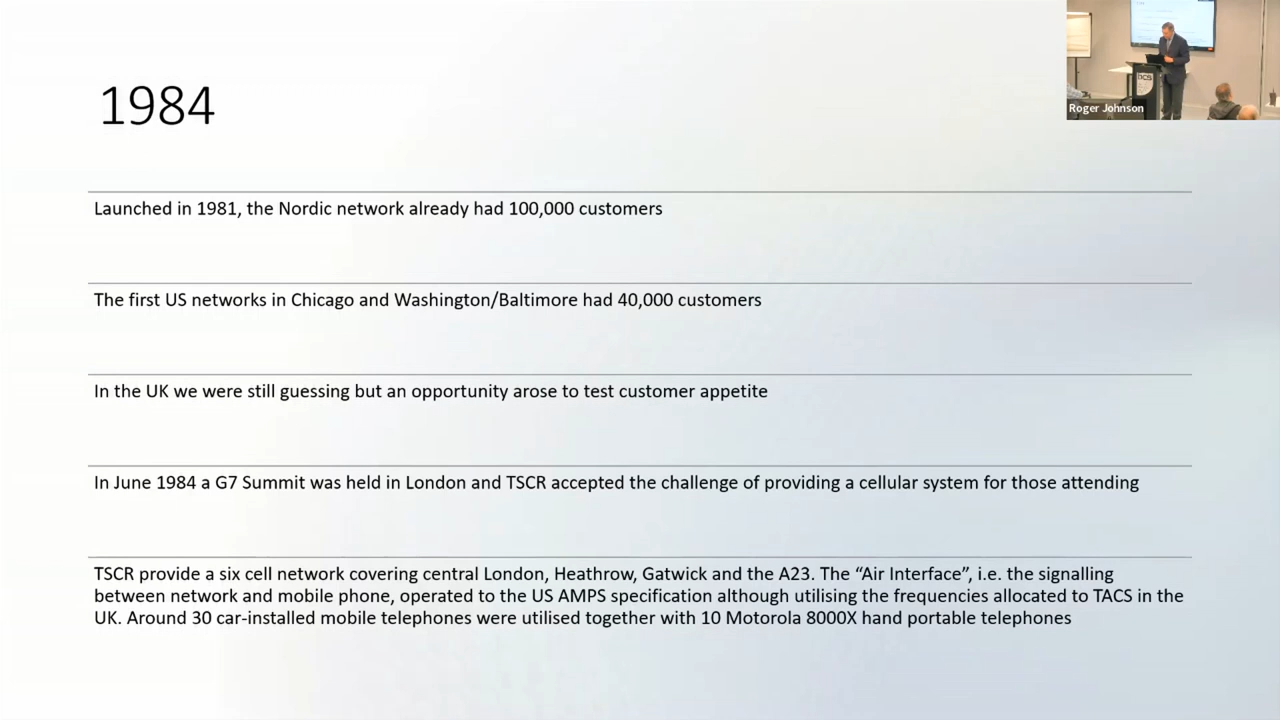 1984
Roger Johnson
Launched in 1981, the Nordic network already had 100,000 customers
The first US networks in Chicago and Washington/Baltimore had 40,000 customers
In the UK we were still guessing but an opportunity arose to test customer appetite
In June 1984 a G7 Summit was held in London and TSCR accepted the challenge of providing a cellular system for those attending
TSCR provide a six cell network covering central London, Heathrow, Gatwick and the A23. The “Air Interface”, i.e. the signalling
between network and mobile phone, operated to the US AMPS specification although utilising the frequencies allocated to TACS in the
UK. Around 30 car-installed mobile telephones were utilised together with 10 Motorola 8000X hand portable telephones